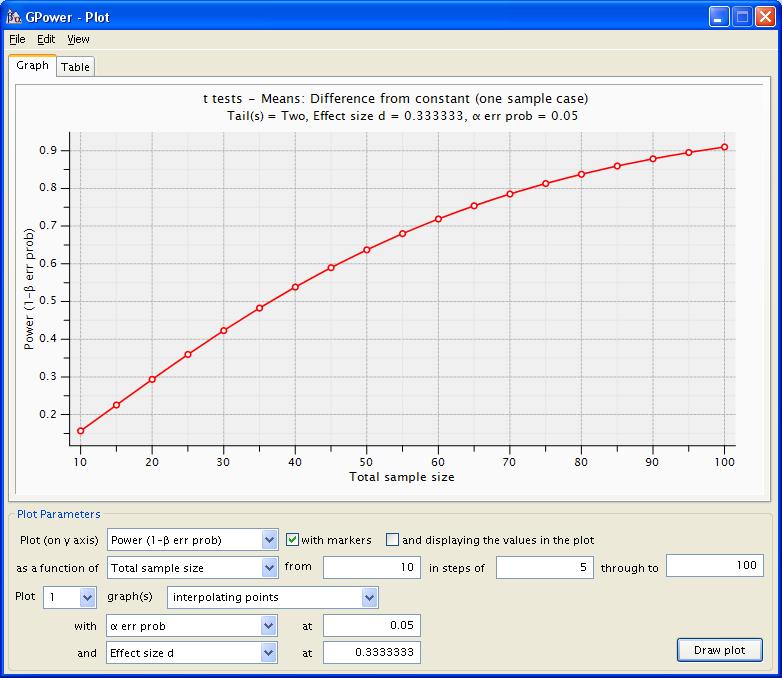 GPower - Plot
File Edit View
Graph Table
t tests - Means: Difference from constant (one sample case)
Tail(s) = Two, Effect size d = 0.333333, α err prob = 0.05
Power (1-β err prob)
0.9
0.8
0.7
0.6
0.5
0.4
0.3
0.2
10 20 30 40 50 60 70 80 90 100
Total sample size
Plot Parameters
Plot (on y axis) Power (1-β err prob) with markers and displaying the values in the plot
as a function of Total sample size from 10 in steps of 5 through to 100
Plot 1 graph(s) interpolating points
with α err prob at 0.05
and Effect size d at 0.3333333
Draw plot